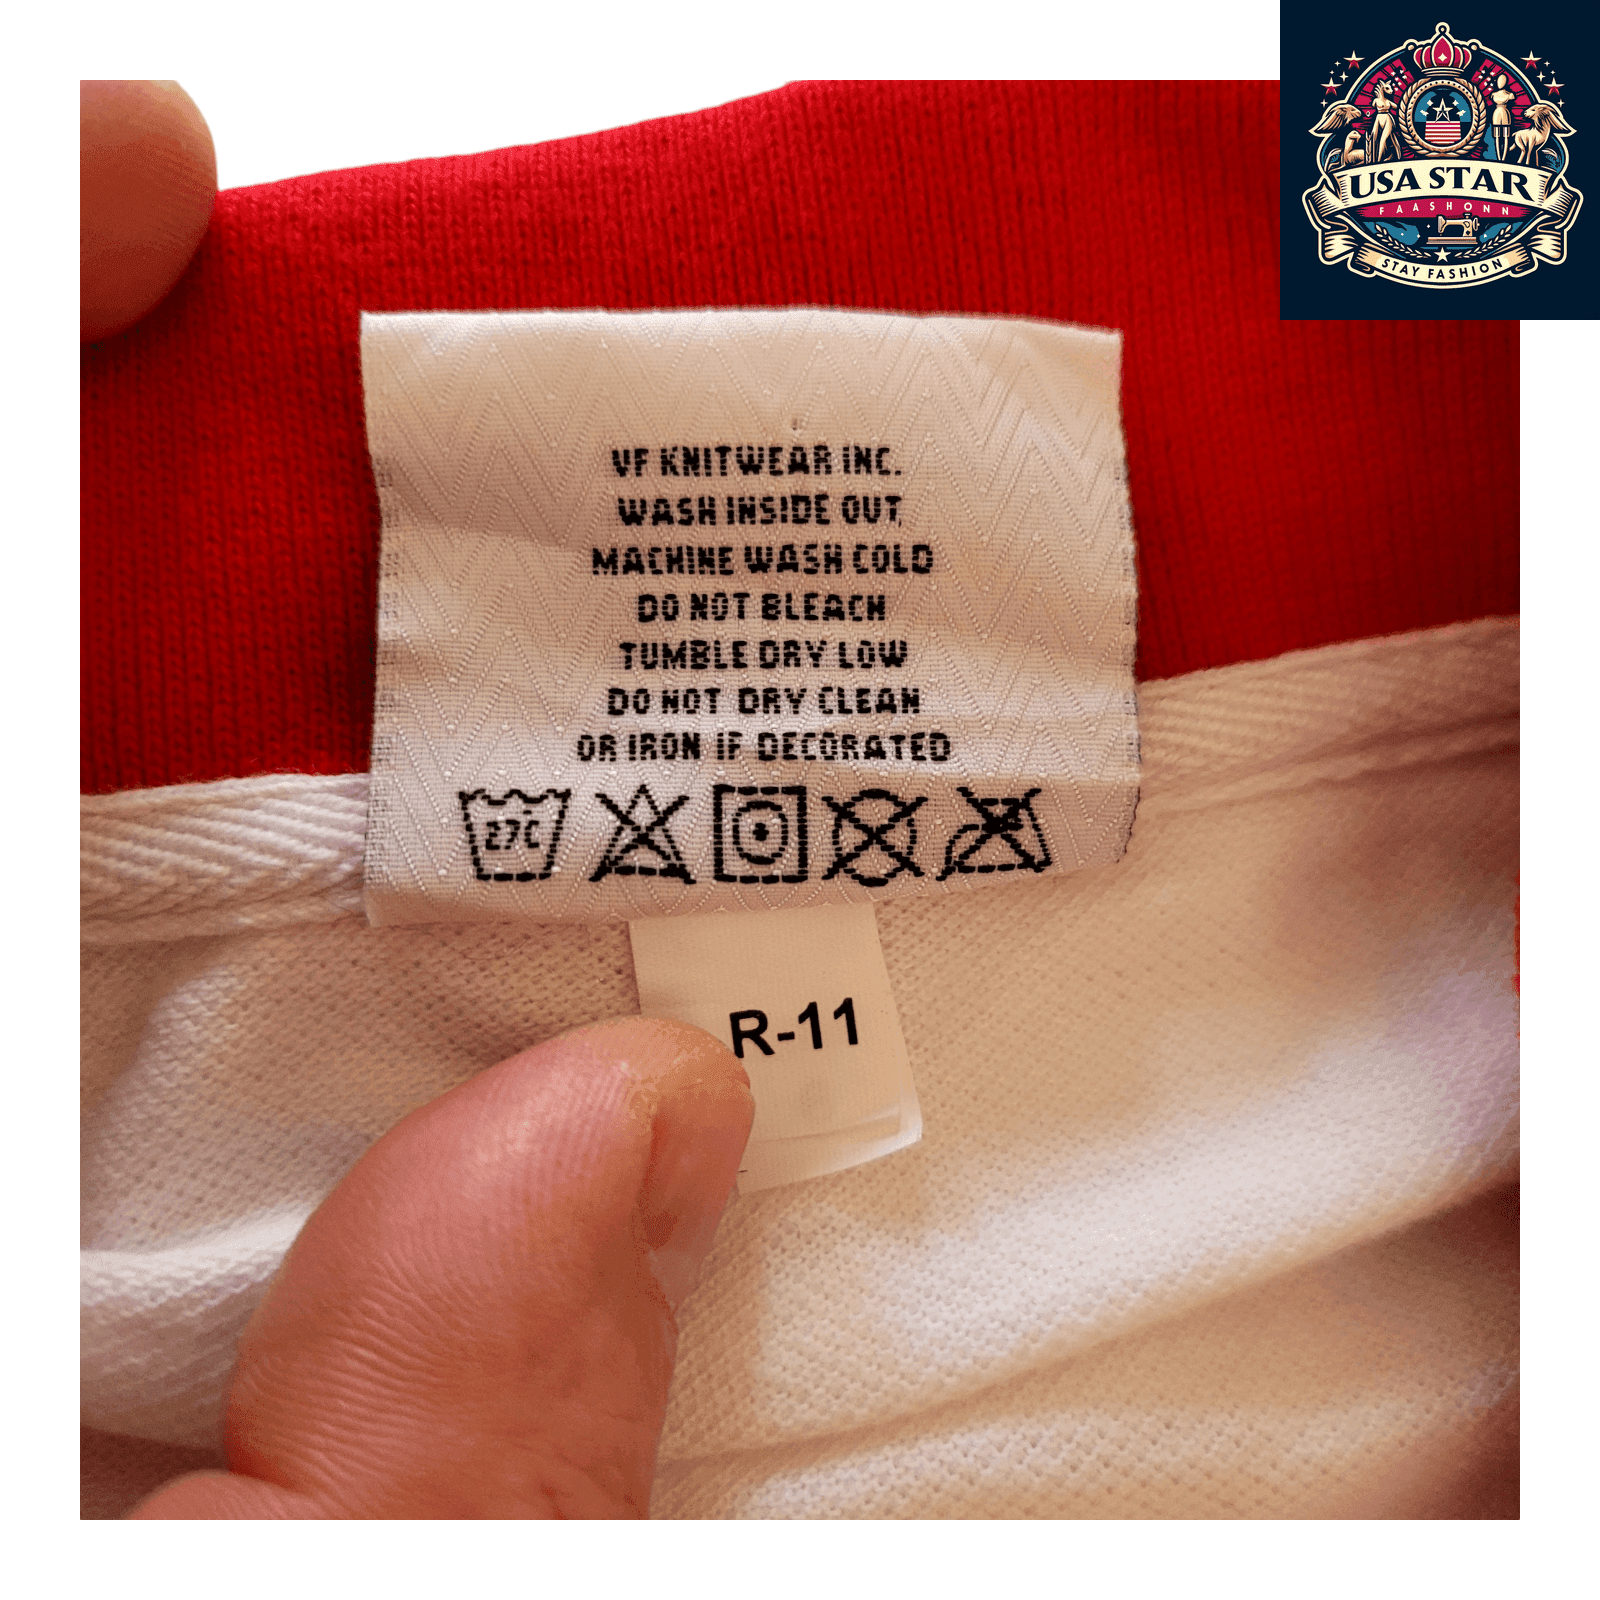 USA STAR
FAASHONN
STAY FASHION
VF KNITWEAR INC.
WASH INSIDE OUT,
MACHINE WASH COLD
DO NOT BLEACH
TUMBLE DRY LOW
DO NOT DRY CLEAN
OR IRON IF DECORATED
27C
R-11